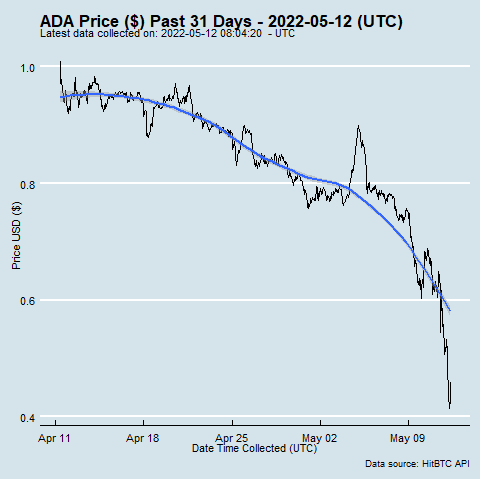 ADA Price ($) Past 31 Days - 2022-05-12 (UTC)
Latest data collected on: 2022-05-12 08:04:20 - UTC
Price USD ($)
1.0
0.8
0.6
0.4
Apr 11 Apr 18 Apr 25 May 02 May 09
Date Time Collected (UTC)
Data source: HitBTC API